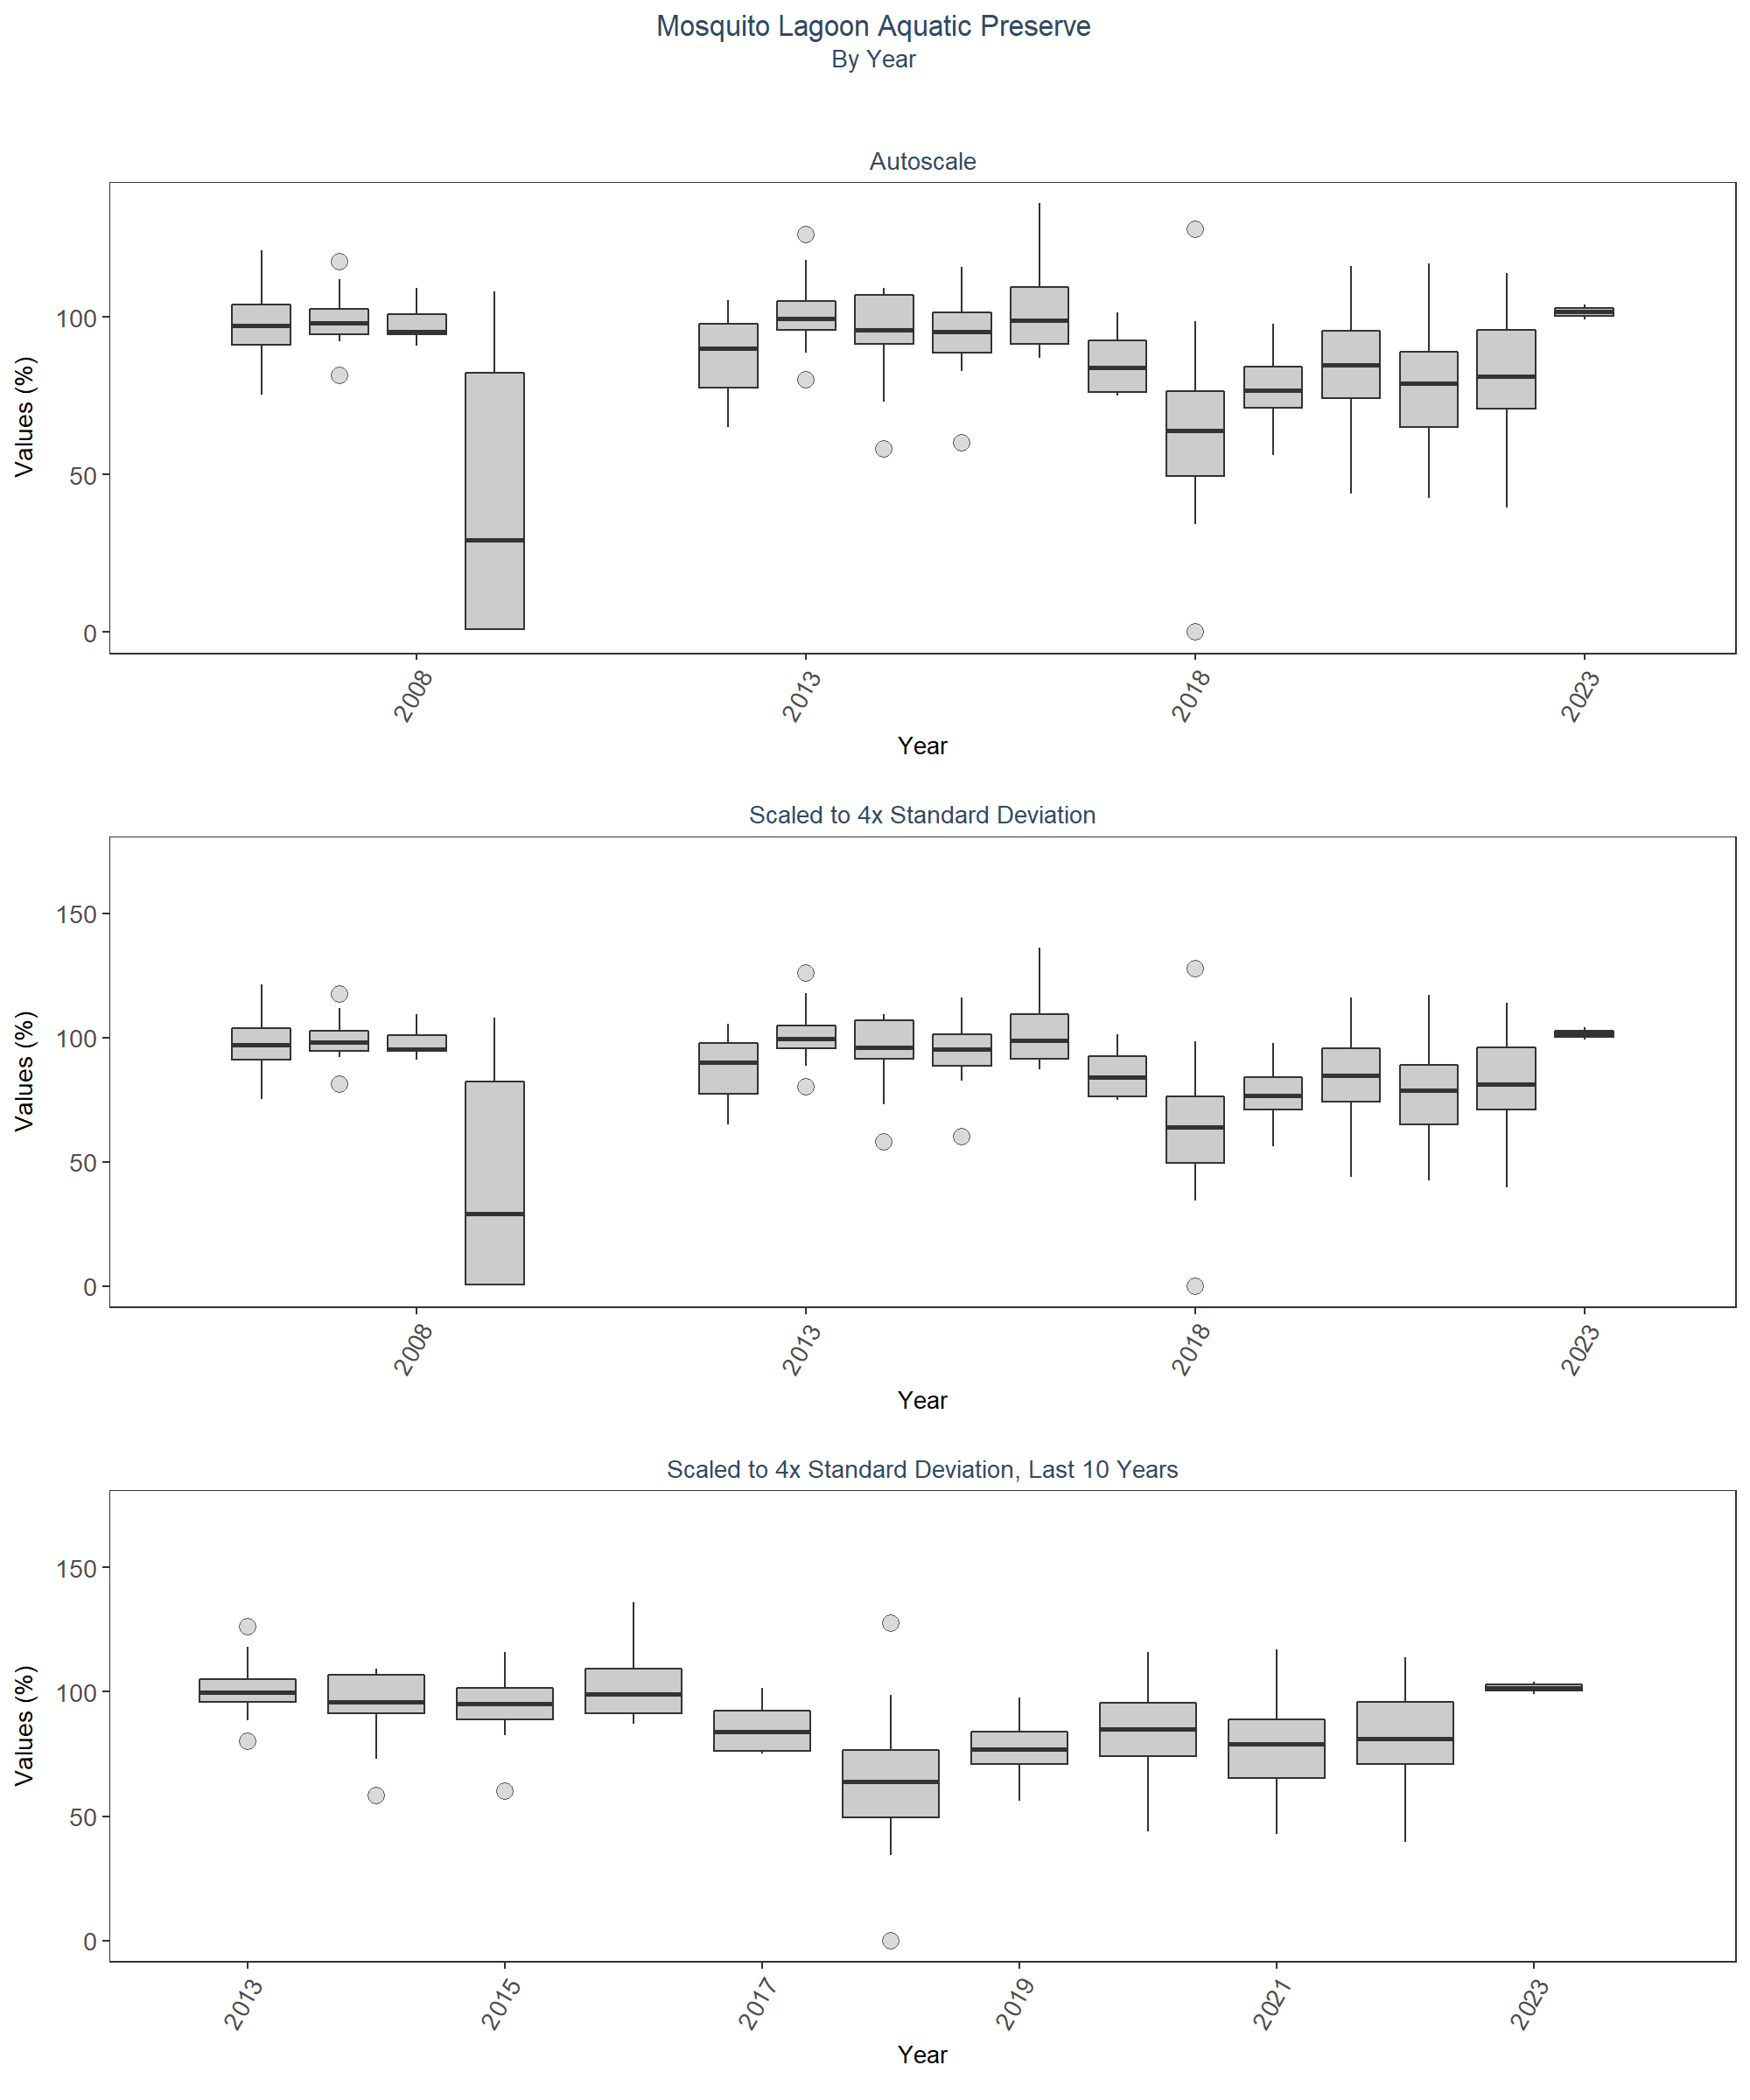 Mosquito Lagoon Aquatic Preserve
By Year
Autoscale
Values (%)
100
50
0
2008
2013
2018
2023
Year
Scaled to 4x Standard Deviation
Values (%)
150
100
50
0
2008
2013
2018
2023
Year
Scaled to 4x Standard Deviation, Last 10 Years
Values (%)
150
100
50
0
2013
2015
2017
2019
2021
2023
Year